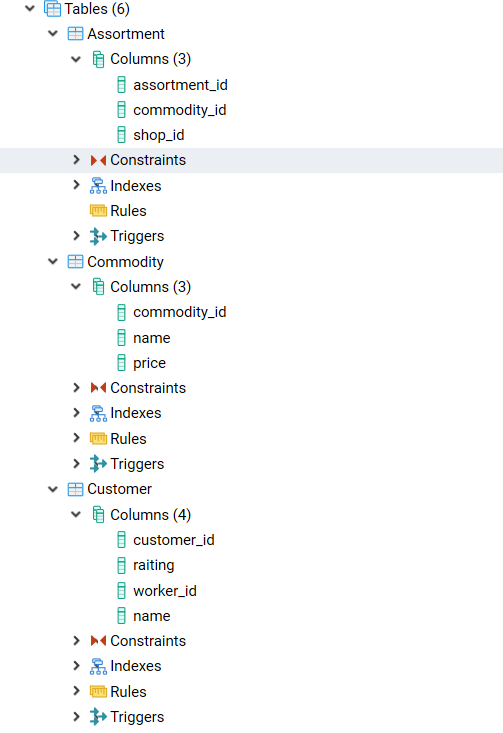 Tables (6)
Assortment
Columns (3)
assortment_id
commodity_id
shop_id
Constraints
Indexes
Rules
Triggers
Commodity
Columns (3)
commodity_id
name
price
Constraints
Indexes
Rules
Triggers
Customer
Columns (4)
customer_id
raiting
worker_id
name
Constraints
Indexes
Rules
Triggers